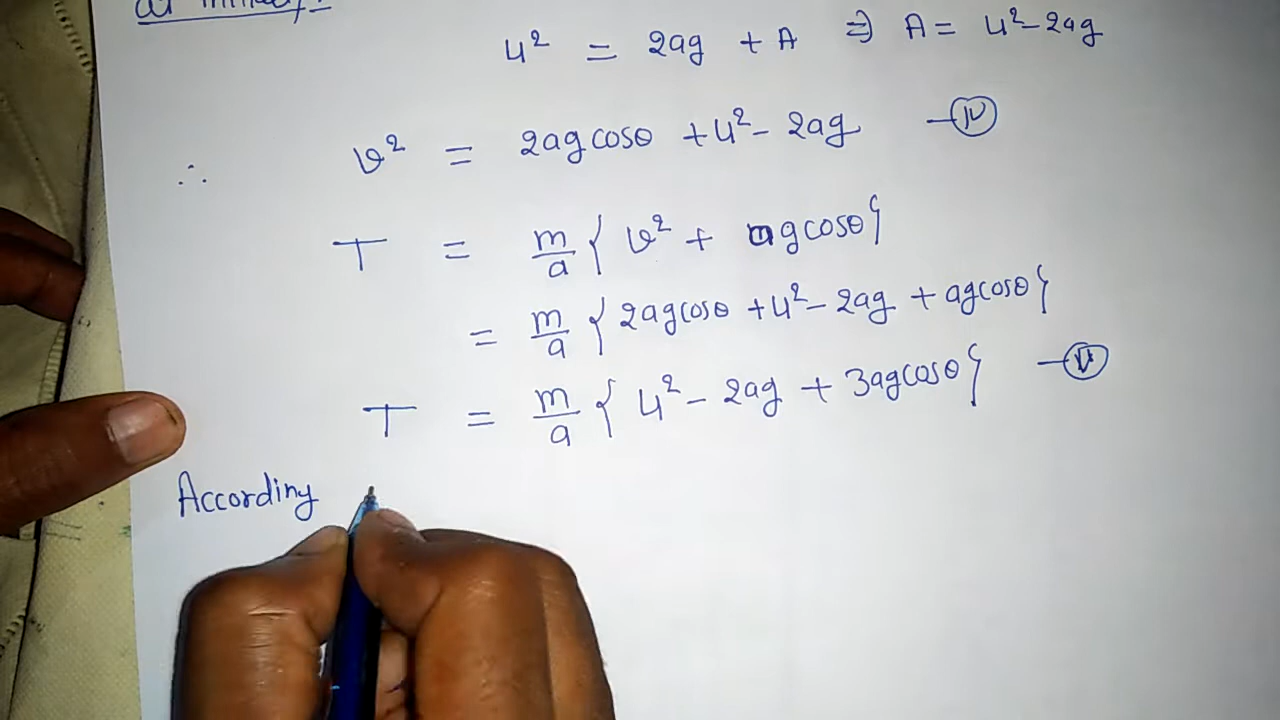 u² = 2ag + A ⇒ A = u² - 2ag
∴ v² = 2ag cosθ + u² - 2ag —(IV)
T = m/a { v² + ag cosθ }
= m/a { 2ag cosθ + u² - 2ag + ag cosθ }
T = m/a { u² - 2ag + 3ag cosθ } —(V)
According